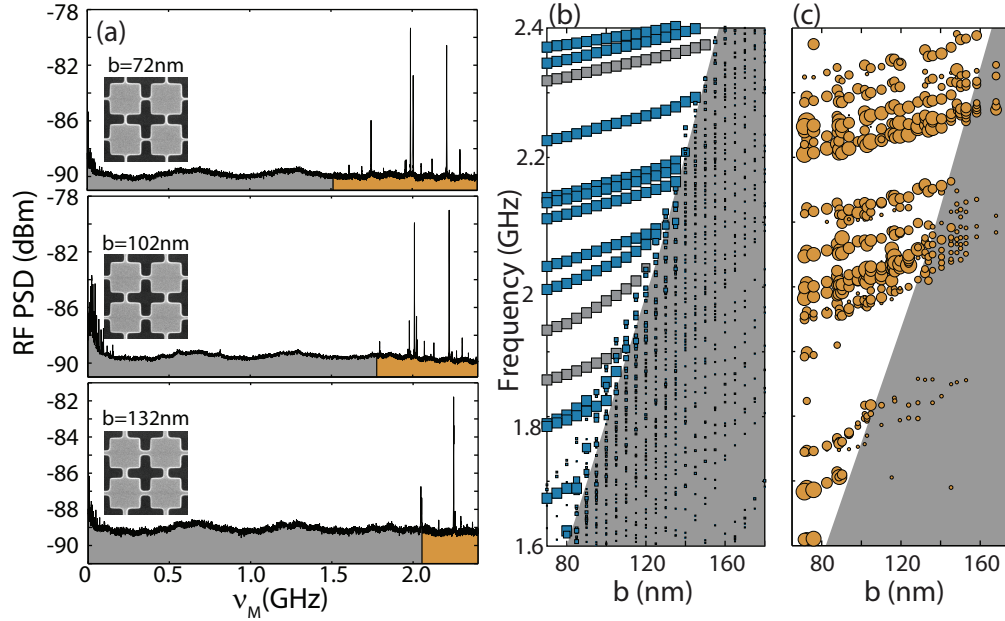 (a)
(b)
(c)
RF PSD (dBm)
-78
-82
-86
-90
b=72nm
-78
-82
-86
-90
b=102nm
-82
-84
-87
-89
-90
b=132nm
0
0.5
1.0
1.5
2.0
ν_M(GHz)
Frequency (GHz)
2.4
2.2
2
1.8
1.6
80
120
160
b (nm)
80
120
160
b (nm)